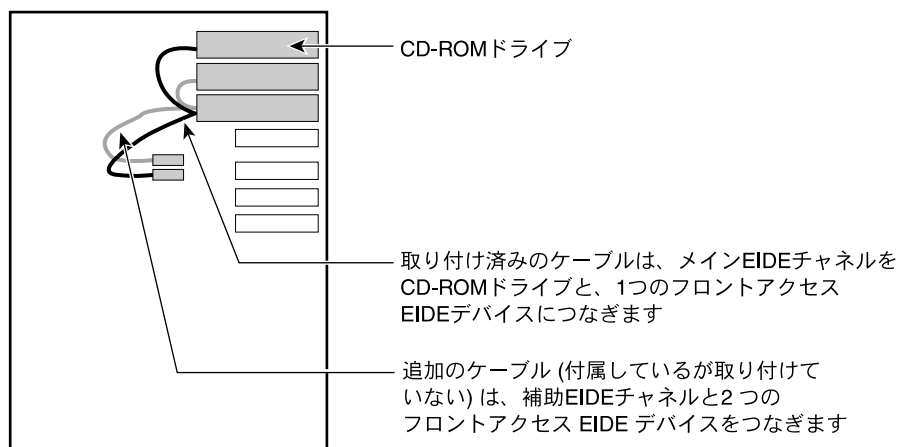 CD-ROMドライブ
取り付け済みのケーブルは、メインEIDEチャネルを
CD-ROMドライブと、1つのフロントアクセス
EIDEデバイスにつなぎます
追加のケーブル (付属しているが取り付けて
いない) は、補助EIDEチャネルと2 つの
フロントアクセス EIDE デバイスをつなぎます